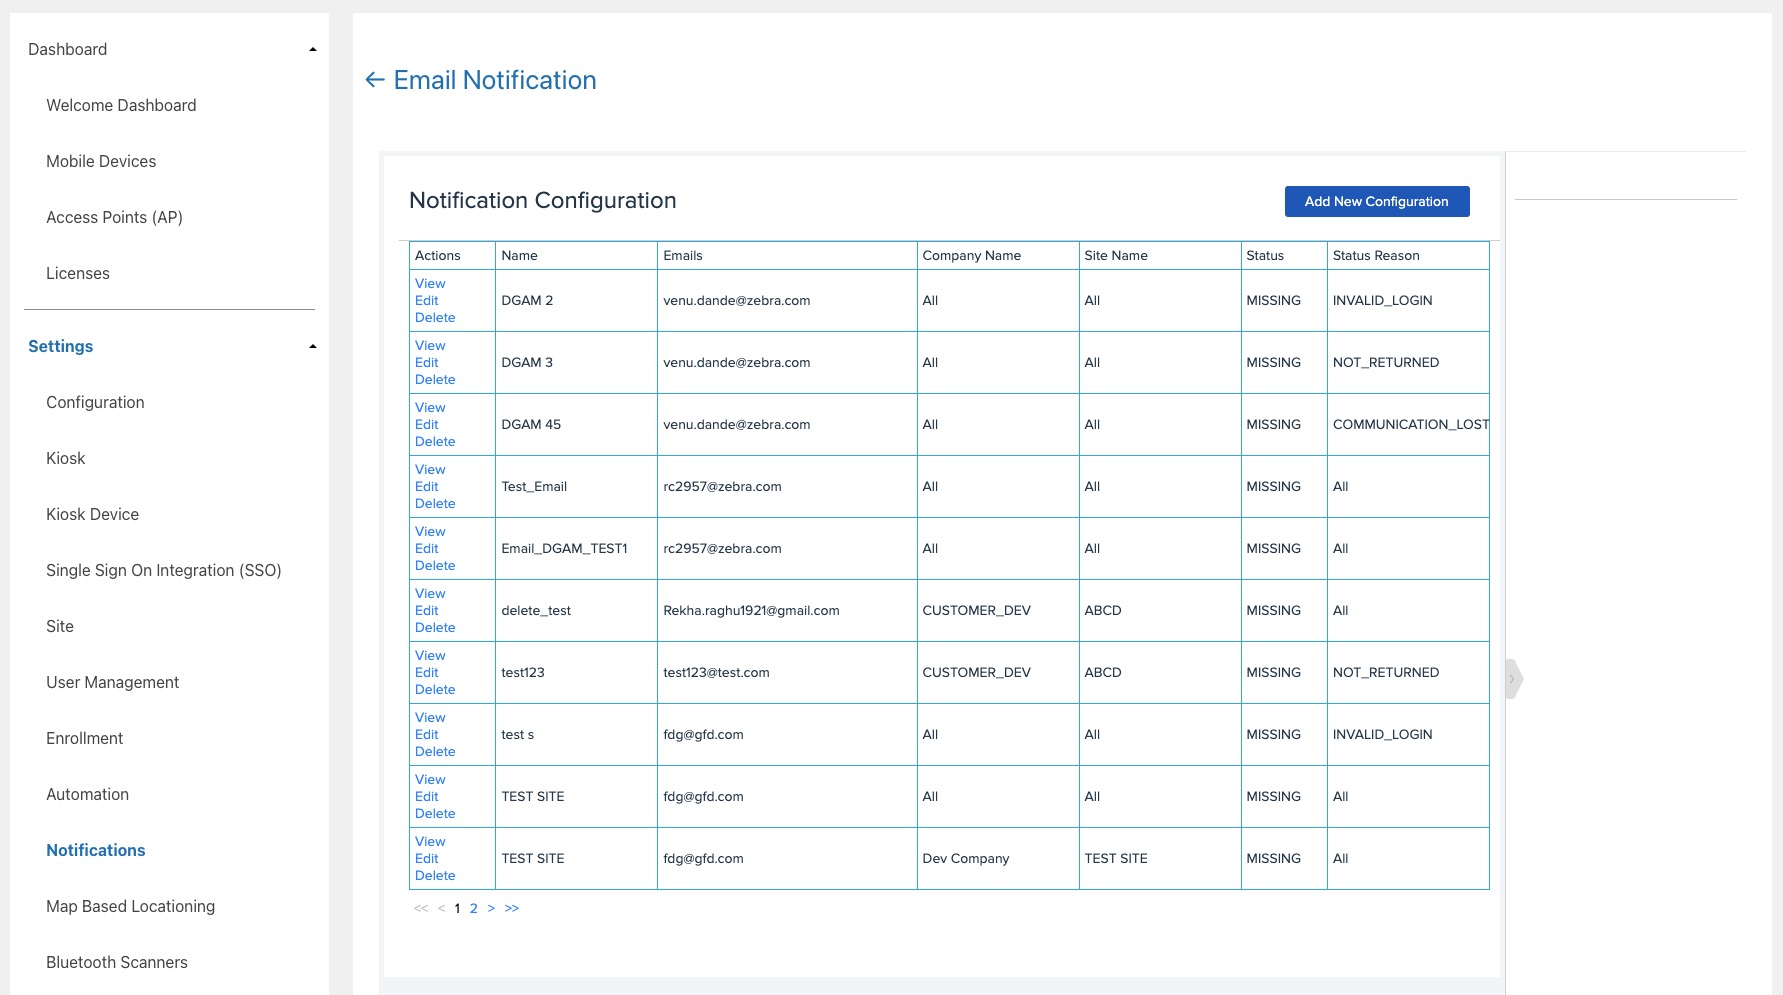 Dashboard
Welcome Dashboard
Mobile Devices
Access Points (AP)
Licenses
Settings
Configuration
Kiosk
Kiosk Device
Single Sign On Integration (SSO)
Site
User Management
Enrollment
Automation
Notifications
Map Based Locationing
Bluetooth Scanners
← Email Notification
Notification Configuration
Add New Configuration
Actions Name Emails Company Name Site Name Status Status Reason
View
Edit DGAM 2 venu.dande@zebra.com All All MISSING INVALID_LOGIN
Delete
View
Edit DGAM 3 venu.dande@zebra.com All All MISSING NOT_RETURNED
Delete
View
Edit DGAM 45 venu.dande@zebra.com All All MISSING COMMUNICATION_LOST
Delete
View
Edit Test_Email rc2957@zebra.com All All MISSING All
Delete
View
Edit Email_DGAM_TEST1 rc2957@zebra.com All All MISSING All
Delete
View
Edit delete_test Rekha.raghu1921@gmail.com CUSTOMER_DEV ABCD MISSING All
Delete
View
Edit test123 test123@test.com CUSTOMER_DEV ABCD MISSING NOT_RETURNED
Delete
View
Edit test s fdg@gfd.com All All MISSING INVALID_LOGIN
Delete
View
Edit TEST SITE fdg@gfd.com All All MISSING All
Delete
View
Edit TEST SITE fdg@gfd.com Dev Company TEST SITE MISSING All
Delete
<< < 1 2 > >>